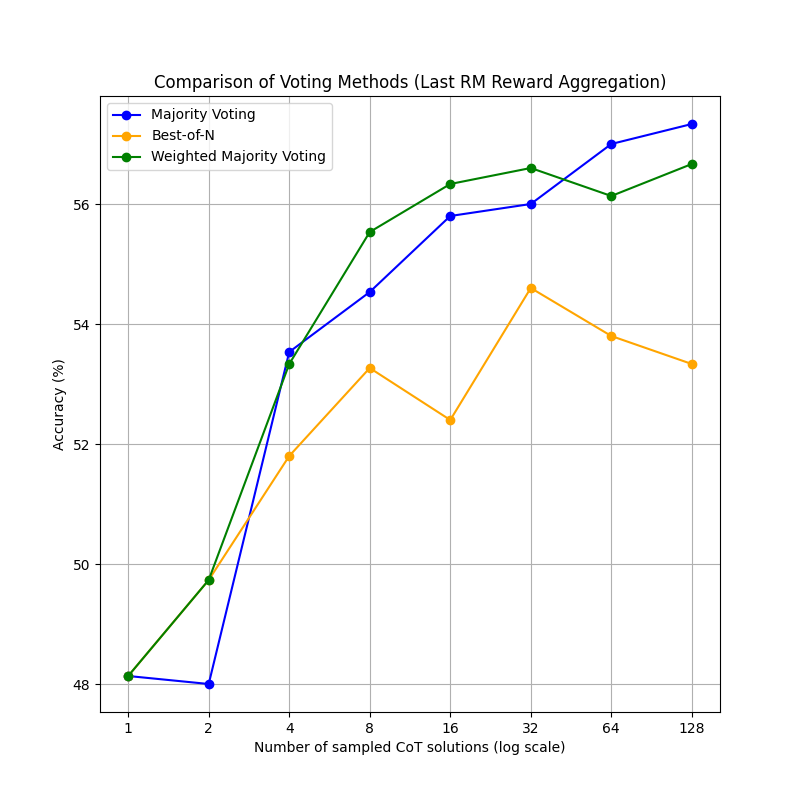 Comparison of Voting Methods (Last RM Reward Aggregation)
Majority Voting
Best-of-N
Weighted Majority Voting
Accuracy (%)
56
54
52
50
48
1 2 4 8 16 32 64 128
Number of sampled CoT solutions (log scale)